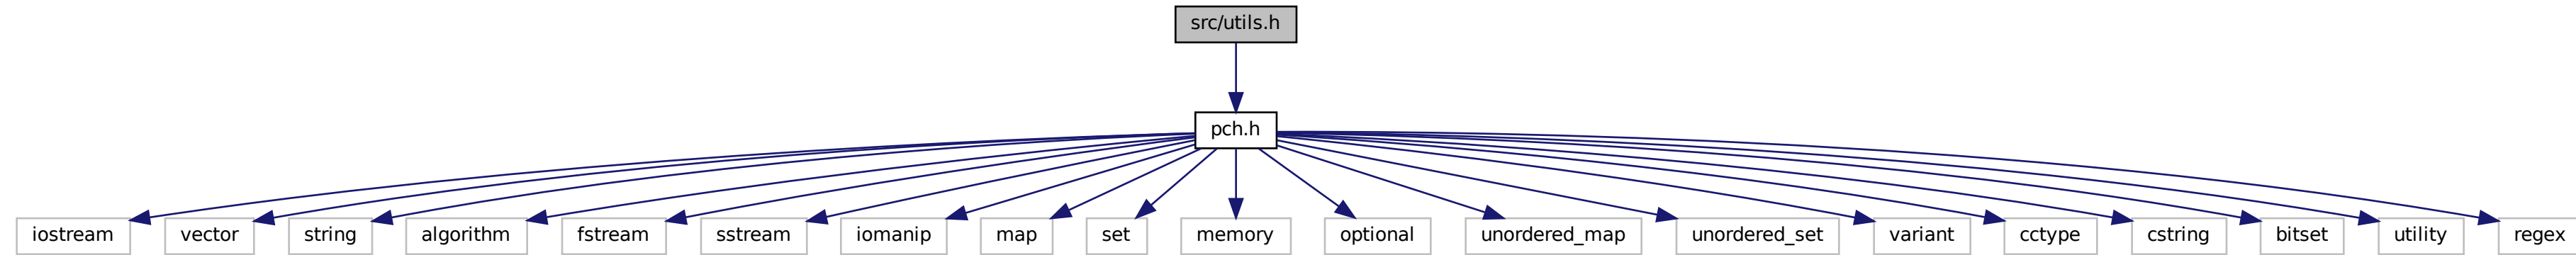 src/utils.h
pch.h
iostream
vector
string
algorithm
fstream
sstream
iomanip
map
set
memory
optional
unordered_map
unordered_set
variant
cctype
cstring
bitset
utility
regex